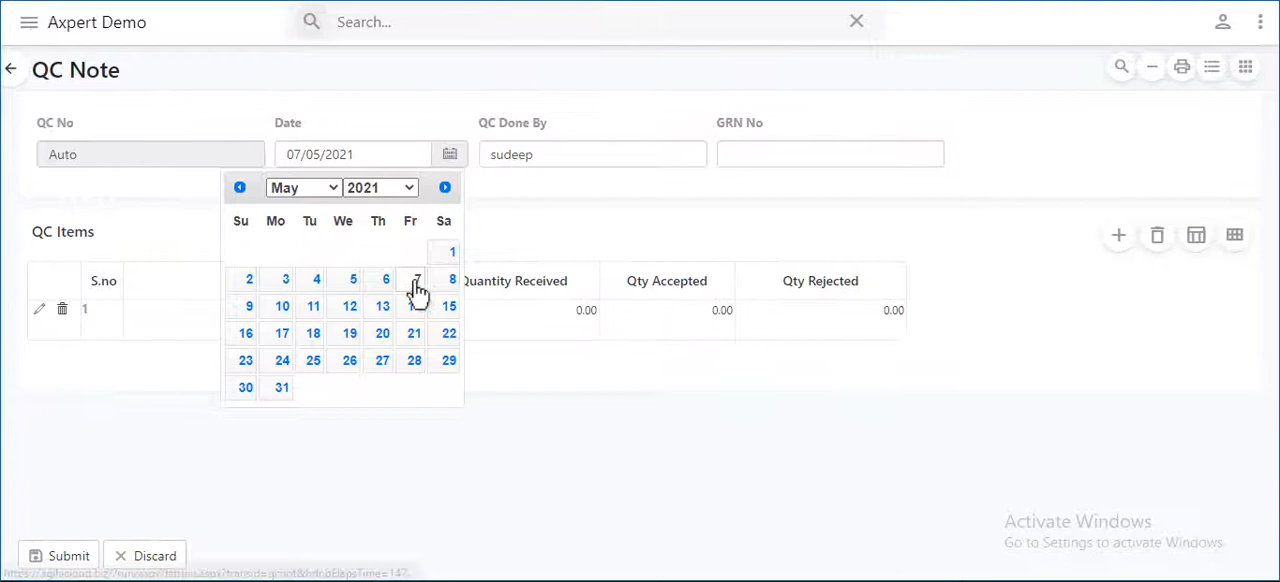 Axpert Demo
Search...
QC Note
QC No Date QC Done By GRN No
Auto 07/05/2021 sudeep
May 2021
Su Mo Tu We Th Fr Sa
1
2 3 4 5 6 7 8
9 10 11 12 13 15
16 17 18 19 20 21 22
23 24 25 26 27 28 29
30 31
QC Items
S.no Quantity Received Qty Accepted Qty Rejected
1 0.00 0.00 0.00
Activate Windows
Go to Settings to activate Windows.
Submit Discard